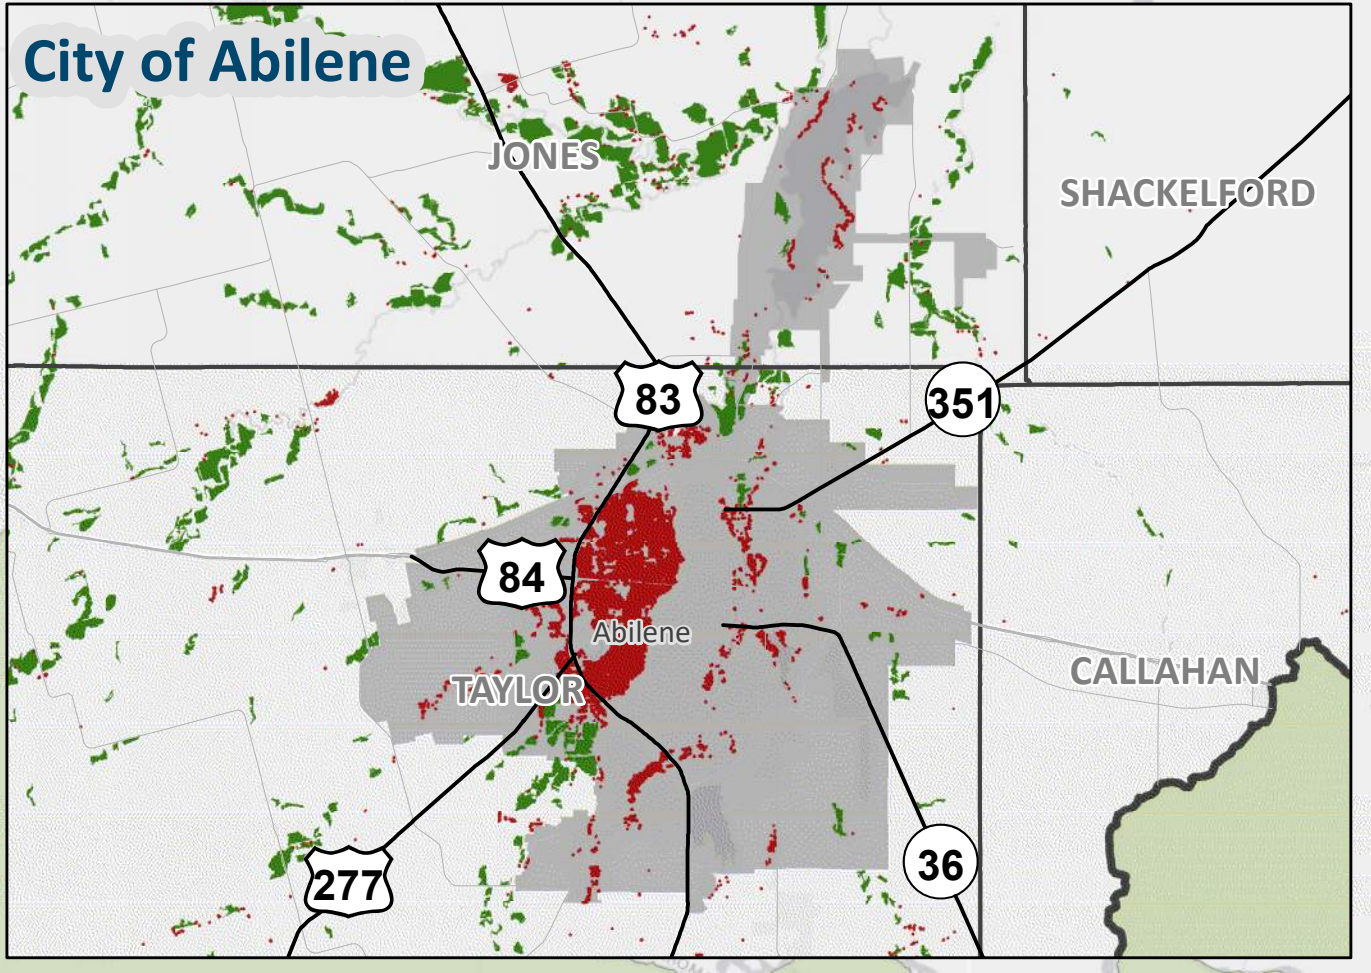 City of Abilene
JONES
SHACKELFORD
83
351
84
Abilene
CALLAHAN
TAYLOR
36
277